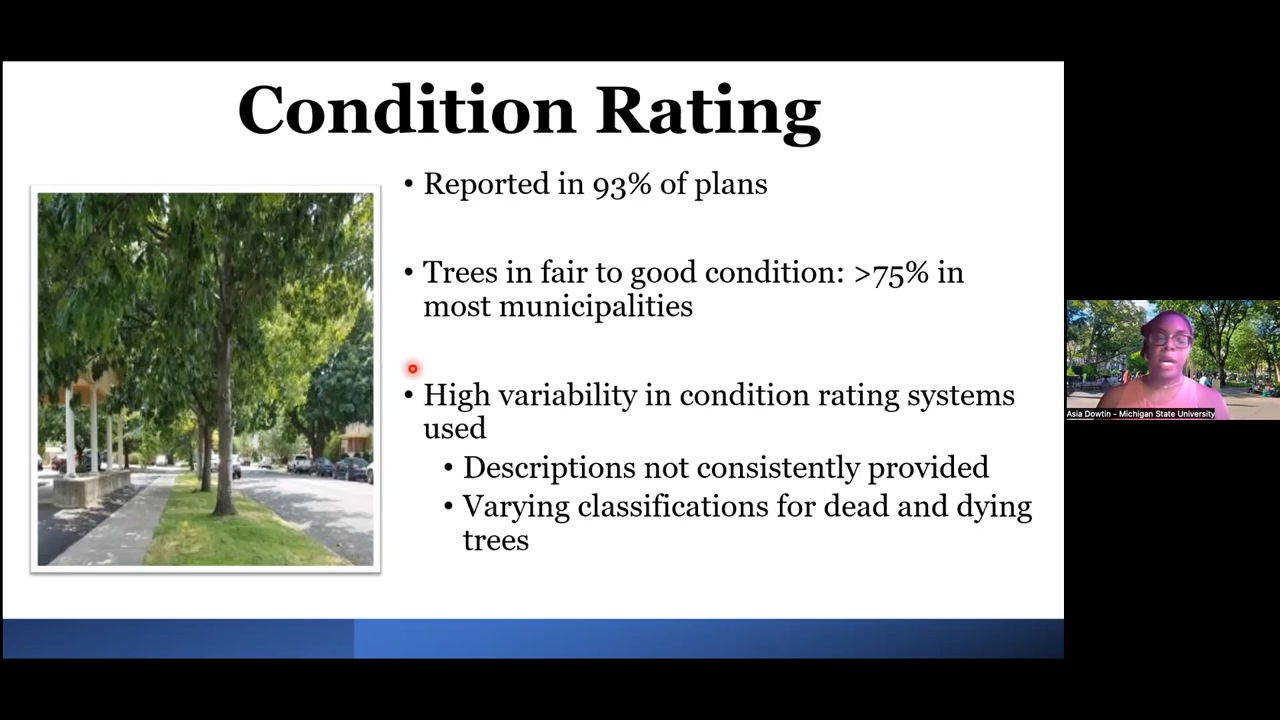 Condition Rating
• Reported in 93% of plans
• Trees in fair to good condition: >75% in
most municipalities
• High variability in condition rating systems
used
• Descriptions not consistently provided
• Varying classifications for dead and dying
trees
Asia Dowtin - Michigan State University